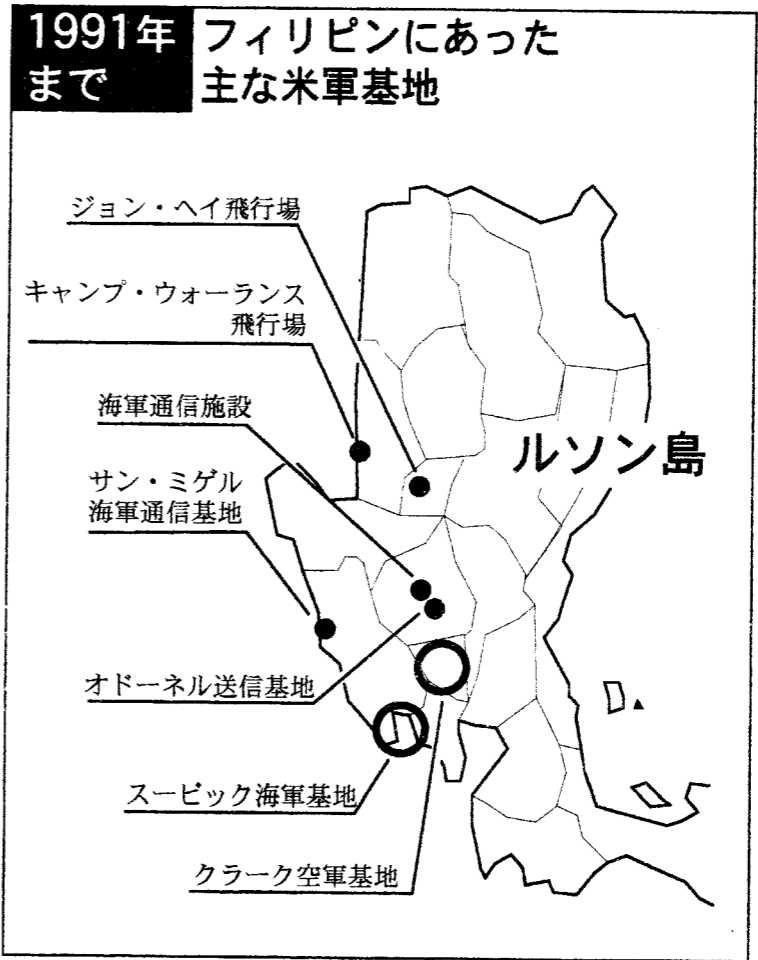 1991年
まで
フィリピンにあった
主な米軍基地
ジョン・ヘイ飛行場
キャンプ・ウォーランス
飛行場
海軍通信施設
ルソン島
サン・ミゲル
海軍通信基地
オドーネル送信基地
スービック海軍基地
クラーク空軍基地